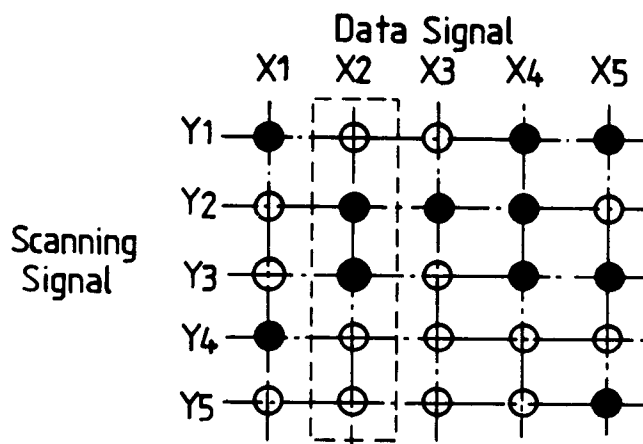 Data Signal
X1 X2 X3 X4 X5
Y1
Y2
Scanning
Signal
Y3
Y4
Y5